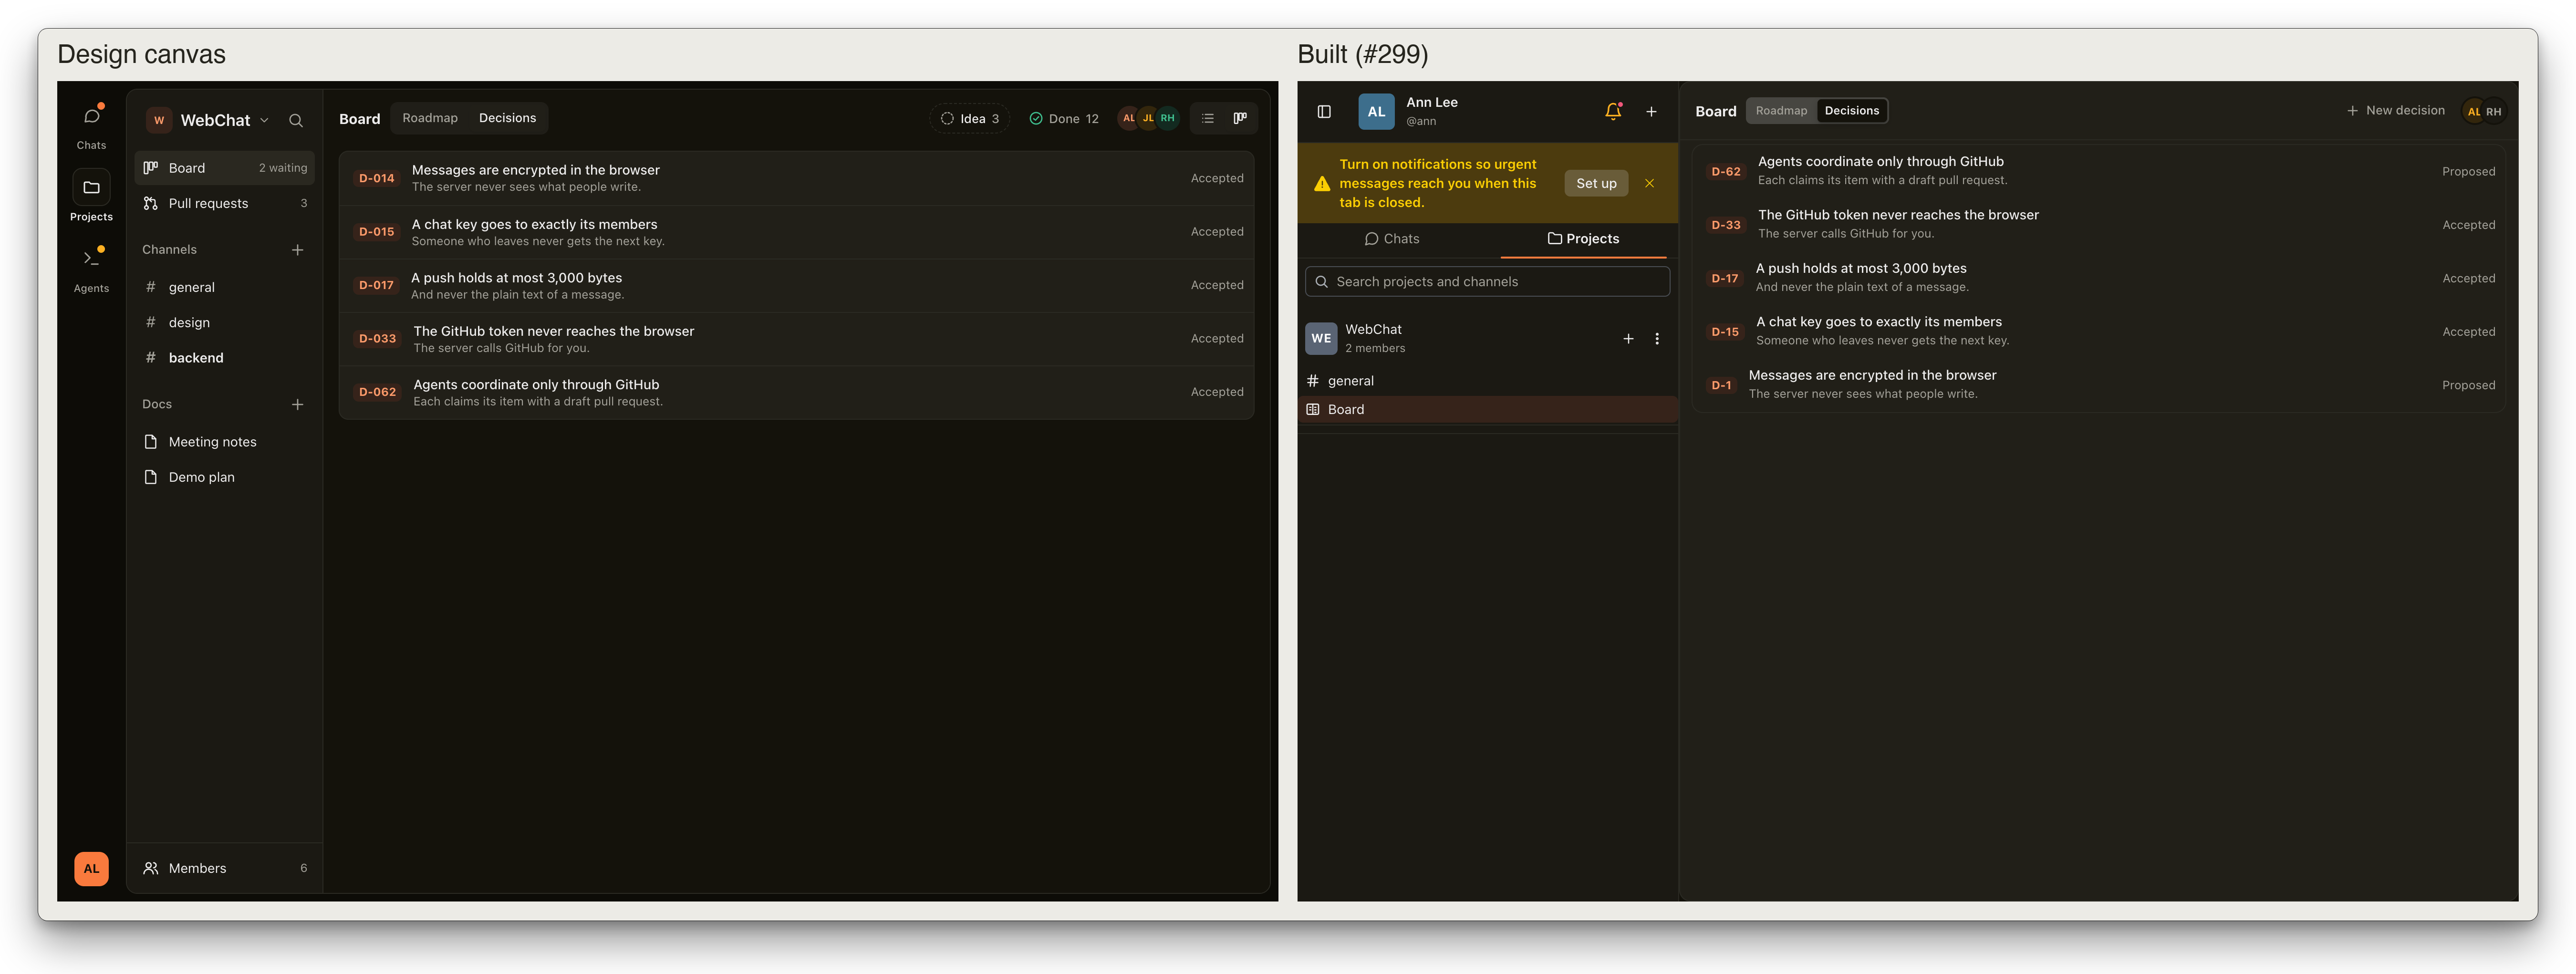 Design canvas
Chats
Projects
Agents
AL
W WebChat
Board 2 waiting
Pull requests 3
Channels
# general
# design
# backend
Docs
Meeting notes
Demo plan
Members 6
Board Roadmap Decisions Idea 3 Done 12 AL JL RH
D-014 Messages are encrypted in the browser Accepted
The server never sees what people write.
D-015 A chat key goes to exactly its members Accepted
Someone who leaves never gets the next key.
D-017 A push holds at most 3,000 bytes Accepted
And never the plain text of a message.
D-033 The GitHub token never reaches the browser Accepted
The server calls GitHub for you.
D-062 Agents coordinate only through GitHub Accepted
Each claims its item with a draft pull request.
Built (#299)
AL Ann Lee
@ann
Turn on notifications so urgent
messages reach you when this
tab is closed.
Set up
Chats Projects
Search projects and channels
WE WebChat
2 members
# general
Board
Board Roadmap Decisions + New decision AL RH
D-62 Agents coordinate only through GitHub Proposed
Each claims its item with a draft pull request.
D-33 The GitHub token never reaches the browser Accepted
The server calls GitHub for you.
D-17 A push holds at most 3,000 bytes Accepted
And never the plain text of a message.
D-15 A chat key goes to exactly its members Accepted
Someone who leaves never gets the next key.
D-1 Messages are encrypted in the browser Proposed
The server never sees what people write.